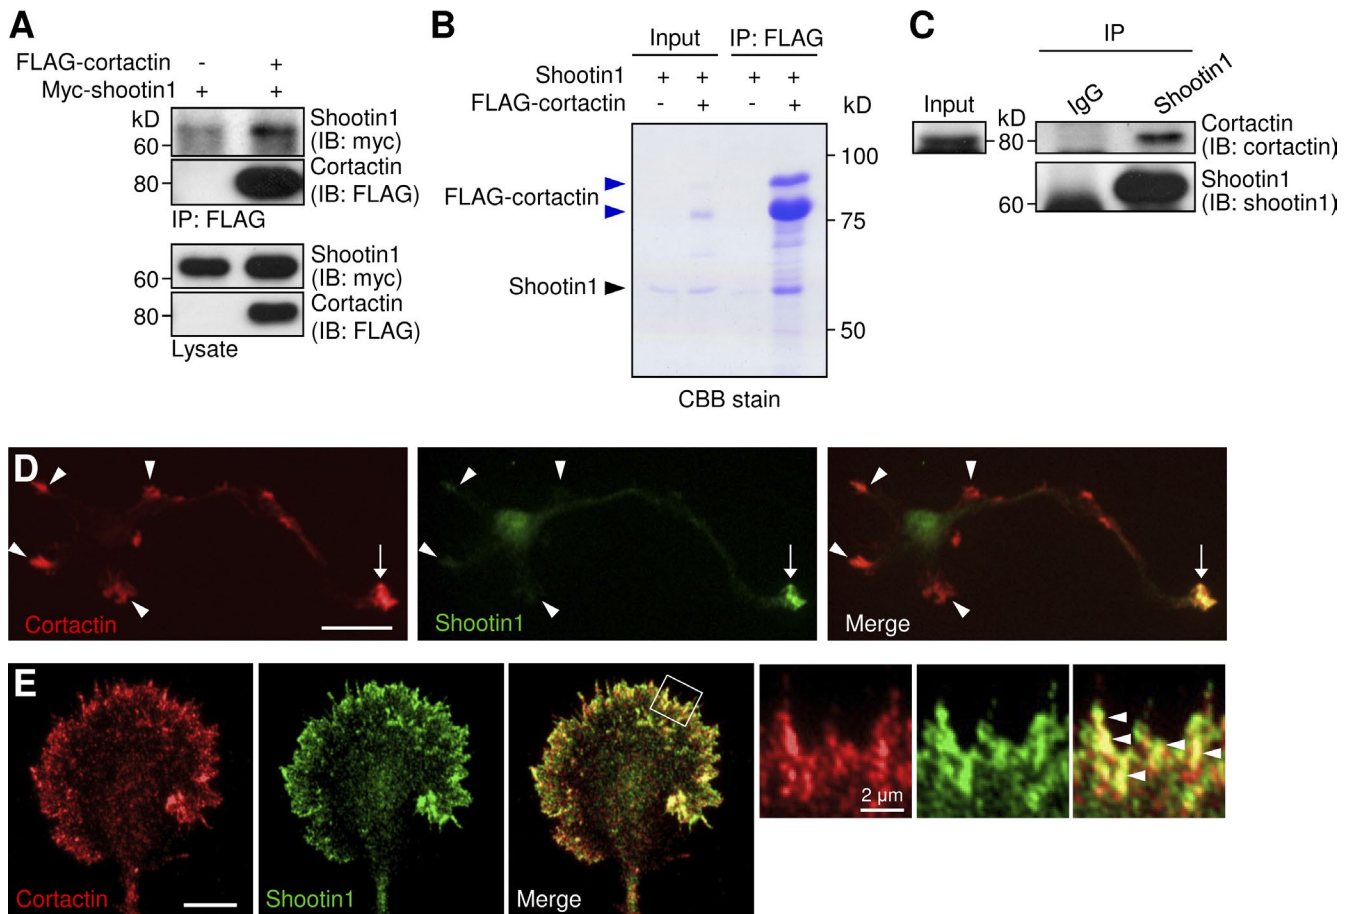 A
FLAG-cortactin - +
Myc-shootin1 + +
kD
60
Shootin1
(IB: myc)
80
Cortactin
(IB: FLAG)
IP: FLAG
60
Shootin1
(IB: myc)
80
Cortactin
(IB: FLAG)
Lysate
B
Input IP: FLAG
Shootin1 + + + +
FLAG-cortactin - + - +
kD
100
FLAG-cortactin
75
Shootin1
50
CBB stain
C
IP
Input
kD
IgG
Shootin1
80
Cortactin
(IB: cortactin)
60
Shootin1
(IB: shootin1)
D
Cortactin
Shootin1
Merge
E
Cortactin
Shootin1
Merge
2 μm